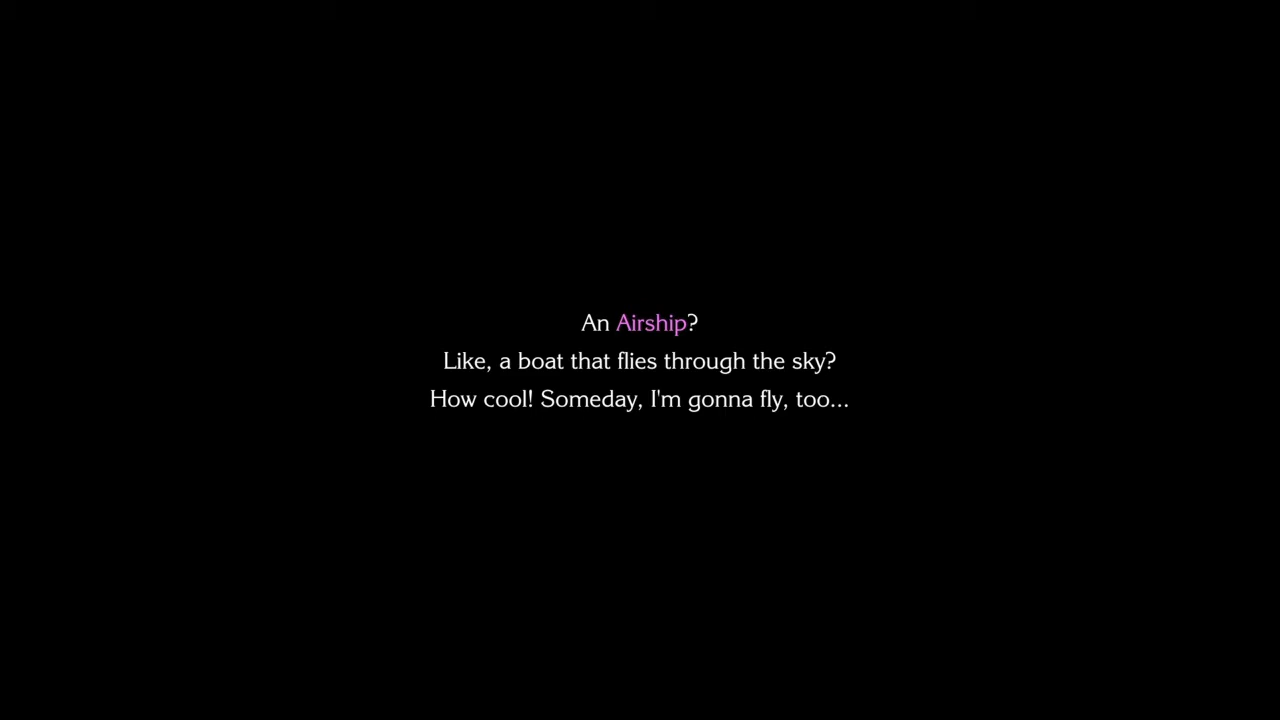 An Airship?
Like, a boat that flies through the sky?
How cool! Someday, I'm gonna fly, too...